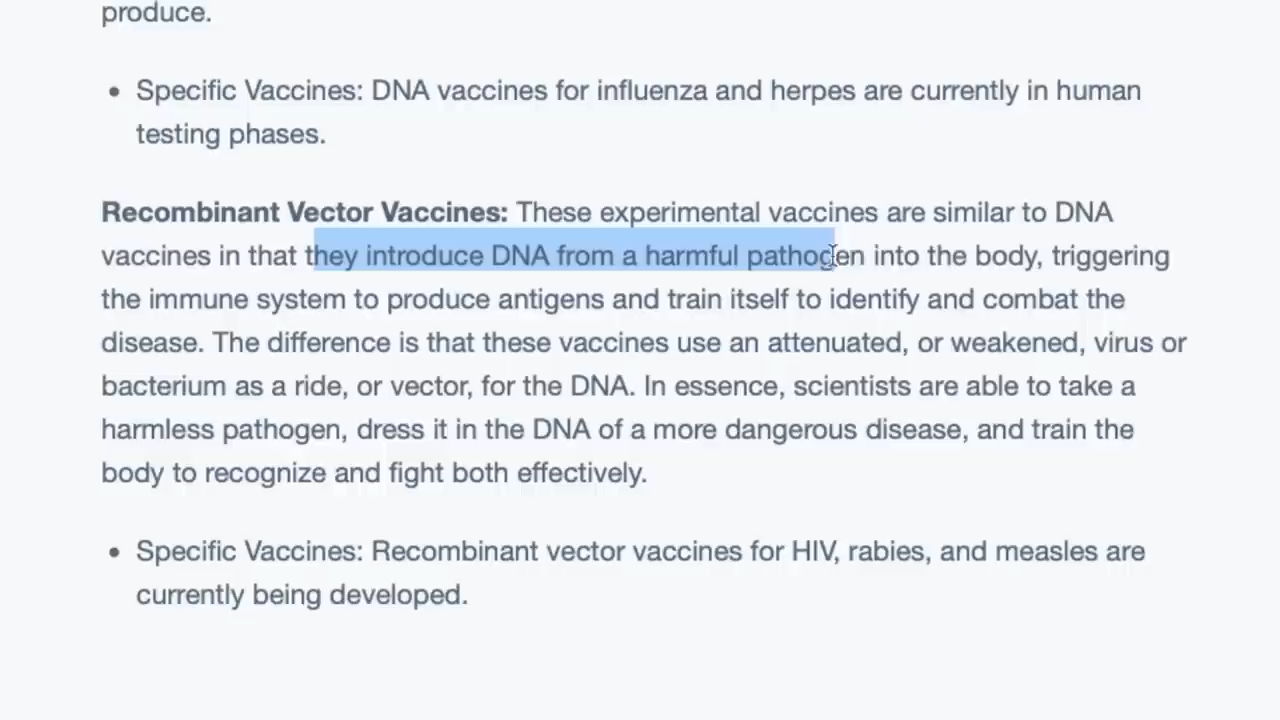 produce.
• Specific Vaccines: DNA vaccines for influenza and herpes are currently in human
testing phases.
Recombinant Vector Vaccines: These experimental vaccines are similar to DNA
vaccines in that they introduce DNA from a harmful pathogen into the body, triggering
the immune system to produce antigens and train itself to identify and combat the
disease. The difference is that these vaccines use an attenuated, or weakened, virus or
bacterium as a ride, or vector, for the DNA. In essence, scientists are able to take a
harmless pathogen, dress it in the DNA of a more dangerous disease, and train the
body to recognize and fight both effectively.
• Specific Vaccines: Recombinant vector vaccines for HIV, rabies, and measles are
currently being developed.